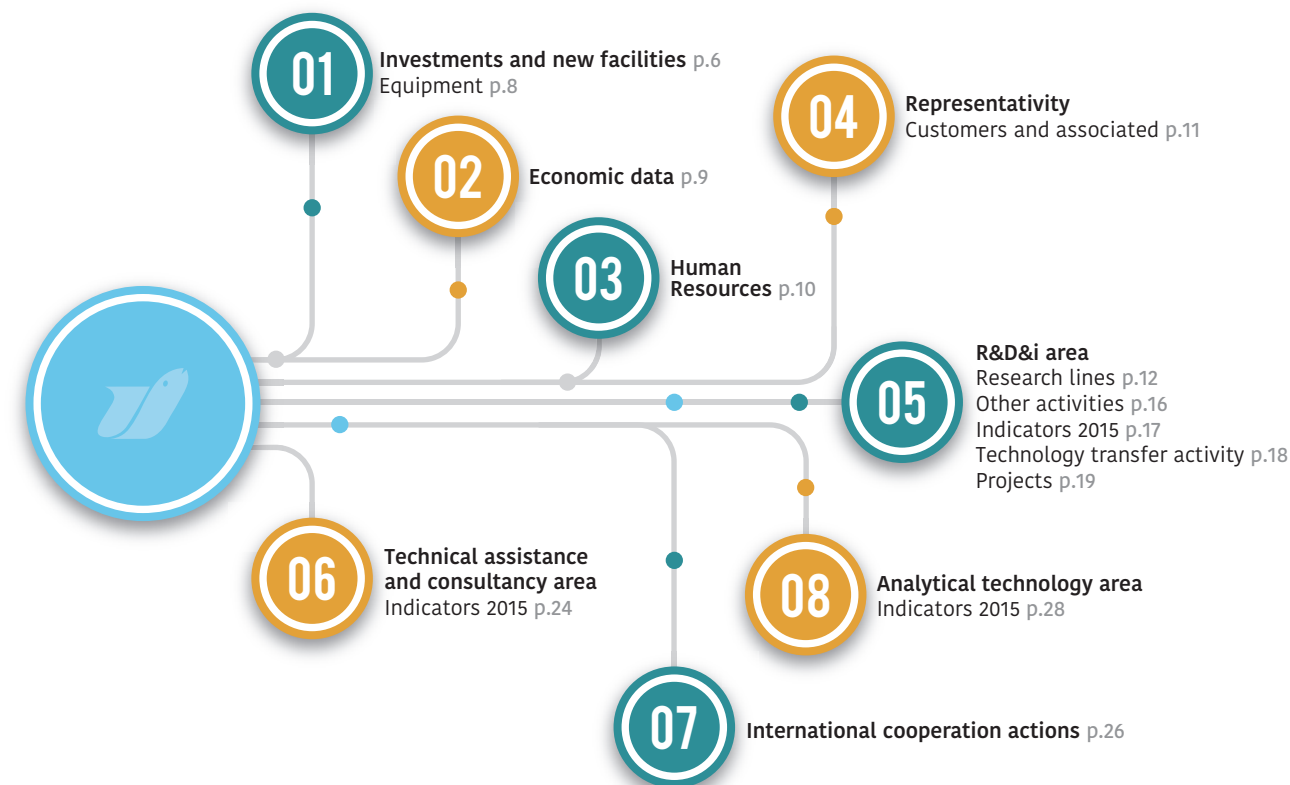 01
Investments and new facilities p.6
Equipment p.8
02
Economic data p.9
03
Human
Resources p.10
04
Representativity
Customers and associated p.11
05
R&D&i area
Research lines p.12
Other activities p.16
Indicators 2015 p.17
Technology transfer activity p.18
Projects p.19
06
Technical assistance
and consultancy area
Indicators 2015 p.24
07
International cooperation actions p.26
08
Analytical technology area
Indicators 2015 p.28